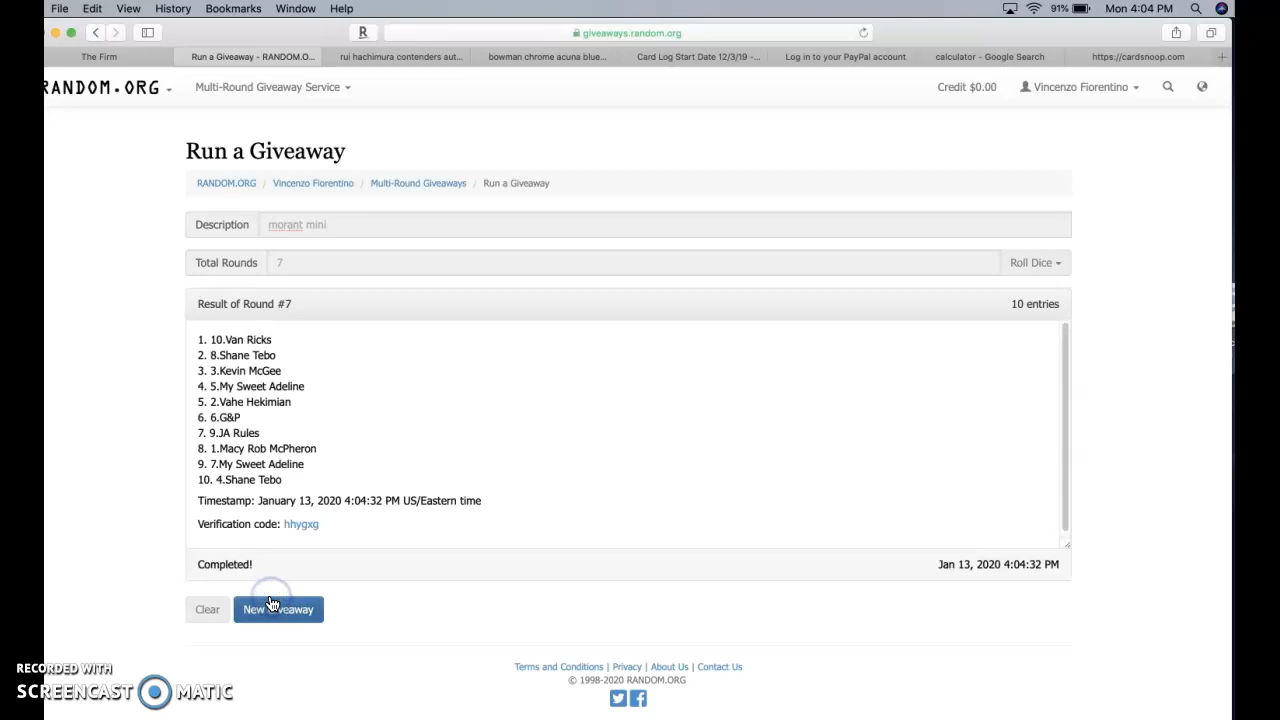 File Edit View History Bookmarks Window Help 91% Mon 4:04 PM
R giveaways.random.org
The Firm Run a Giveaway - RANDOM.O... rui hachimura contenders aut... bowman chrome acuna blue... Card Log Start Date 12/3/19 -... Log in to your PayPal account calculator - Google Search https://cardsnoop.com
RANDOM.ORG Multi-Round Giveaway Service Credit $0.00 Vincenzo Fiorentino
Run a Giveaway
RANDOM.ORG / Vincenzo Fiorentino / Multi-Round Giveaways / Run a Giveaway
Description morant mini
Total Rounds 7 Roll Dice
Result of Round #7 10 entries
1. 10.Van Ricks
2. 8.Shane Tebo
3. 3.Kevin McGee
4. 5.My Sweet Adeline
5. 2.Vahe Hekimian
6. 6.G&P
7. 9.JA Rules
8. 1.Macy Rob McPheron
9. 7.My Sweet Adeline
10. 4.Shane Tebo
Timestamp: January 13, 2020 4:04:32 PM US/Eastern time
Verification code: hhygxg
Completed! Jan 13, 2020 4:04:32 PM
Clear New Giveaway
Terms and Conditions | Privacy | About Us | Contact Us
© 1998-2020 RANDOM.ORG
RECORDED WITH
SCREENCAST MATIC